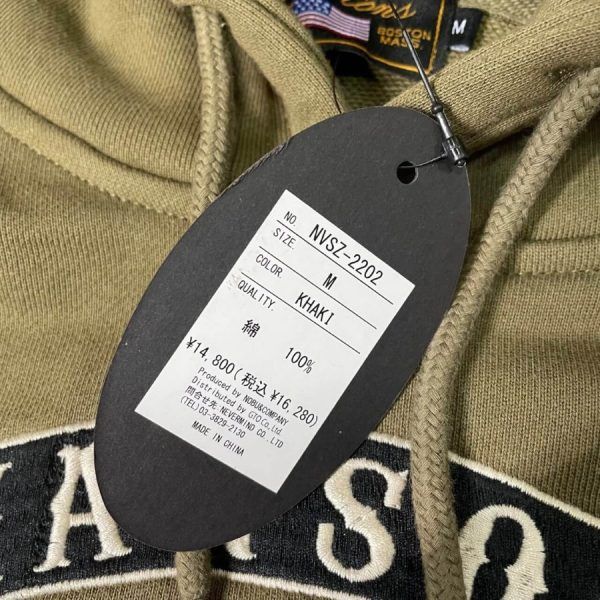 BOSTON
MASS.
M
NO. NVSZ-2202
SIZE. M
COLOR. KHAKI
QUALITY.
綿 100%
¥14,800(税込 ¥16,280)
Produced by NOBU&COMPANY
Distributed by GTO Co.,Ltd
問合せ先:NEVERMIND CO.,LTD
(TEL)03-3829-2130
MADE IN CHINA
HANSO